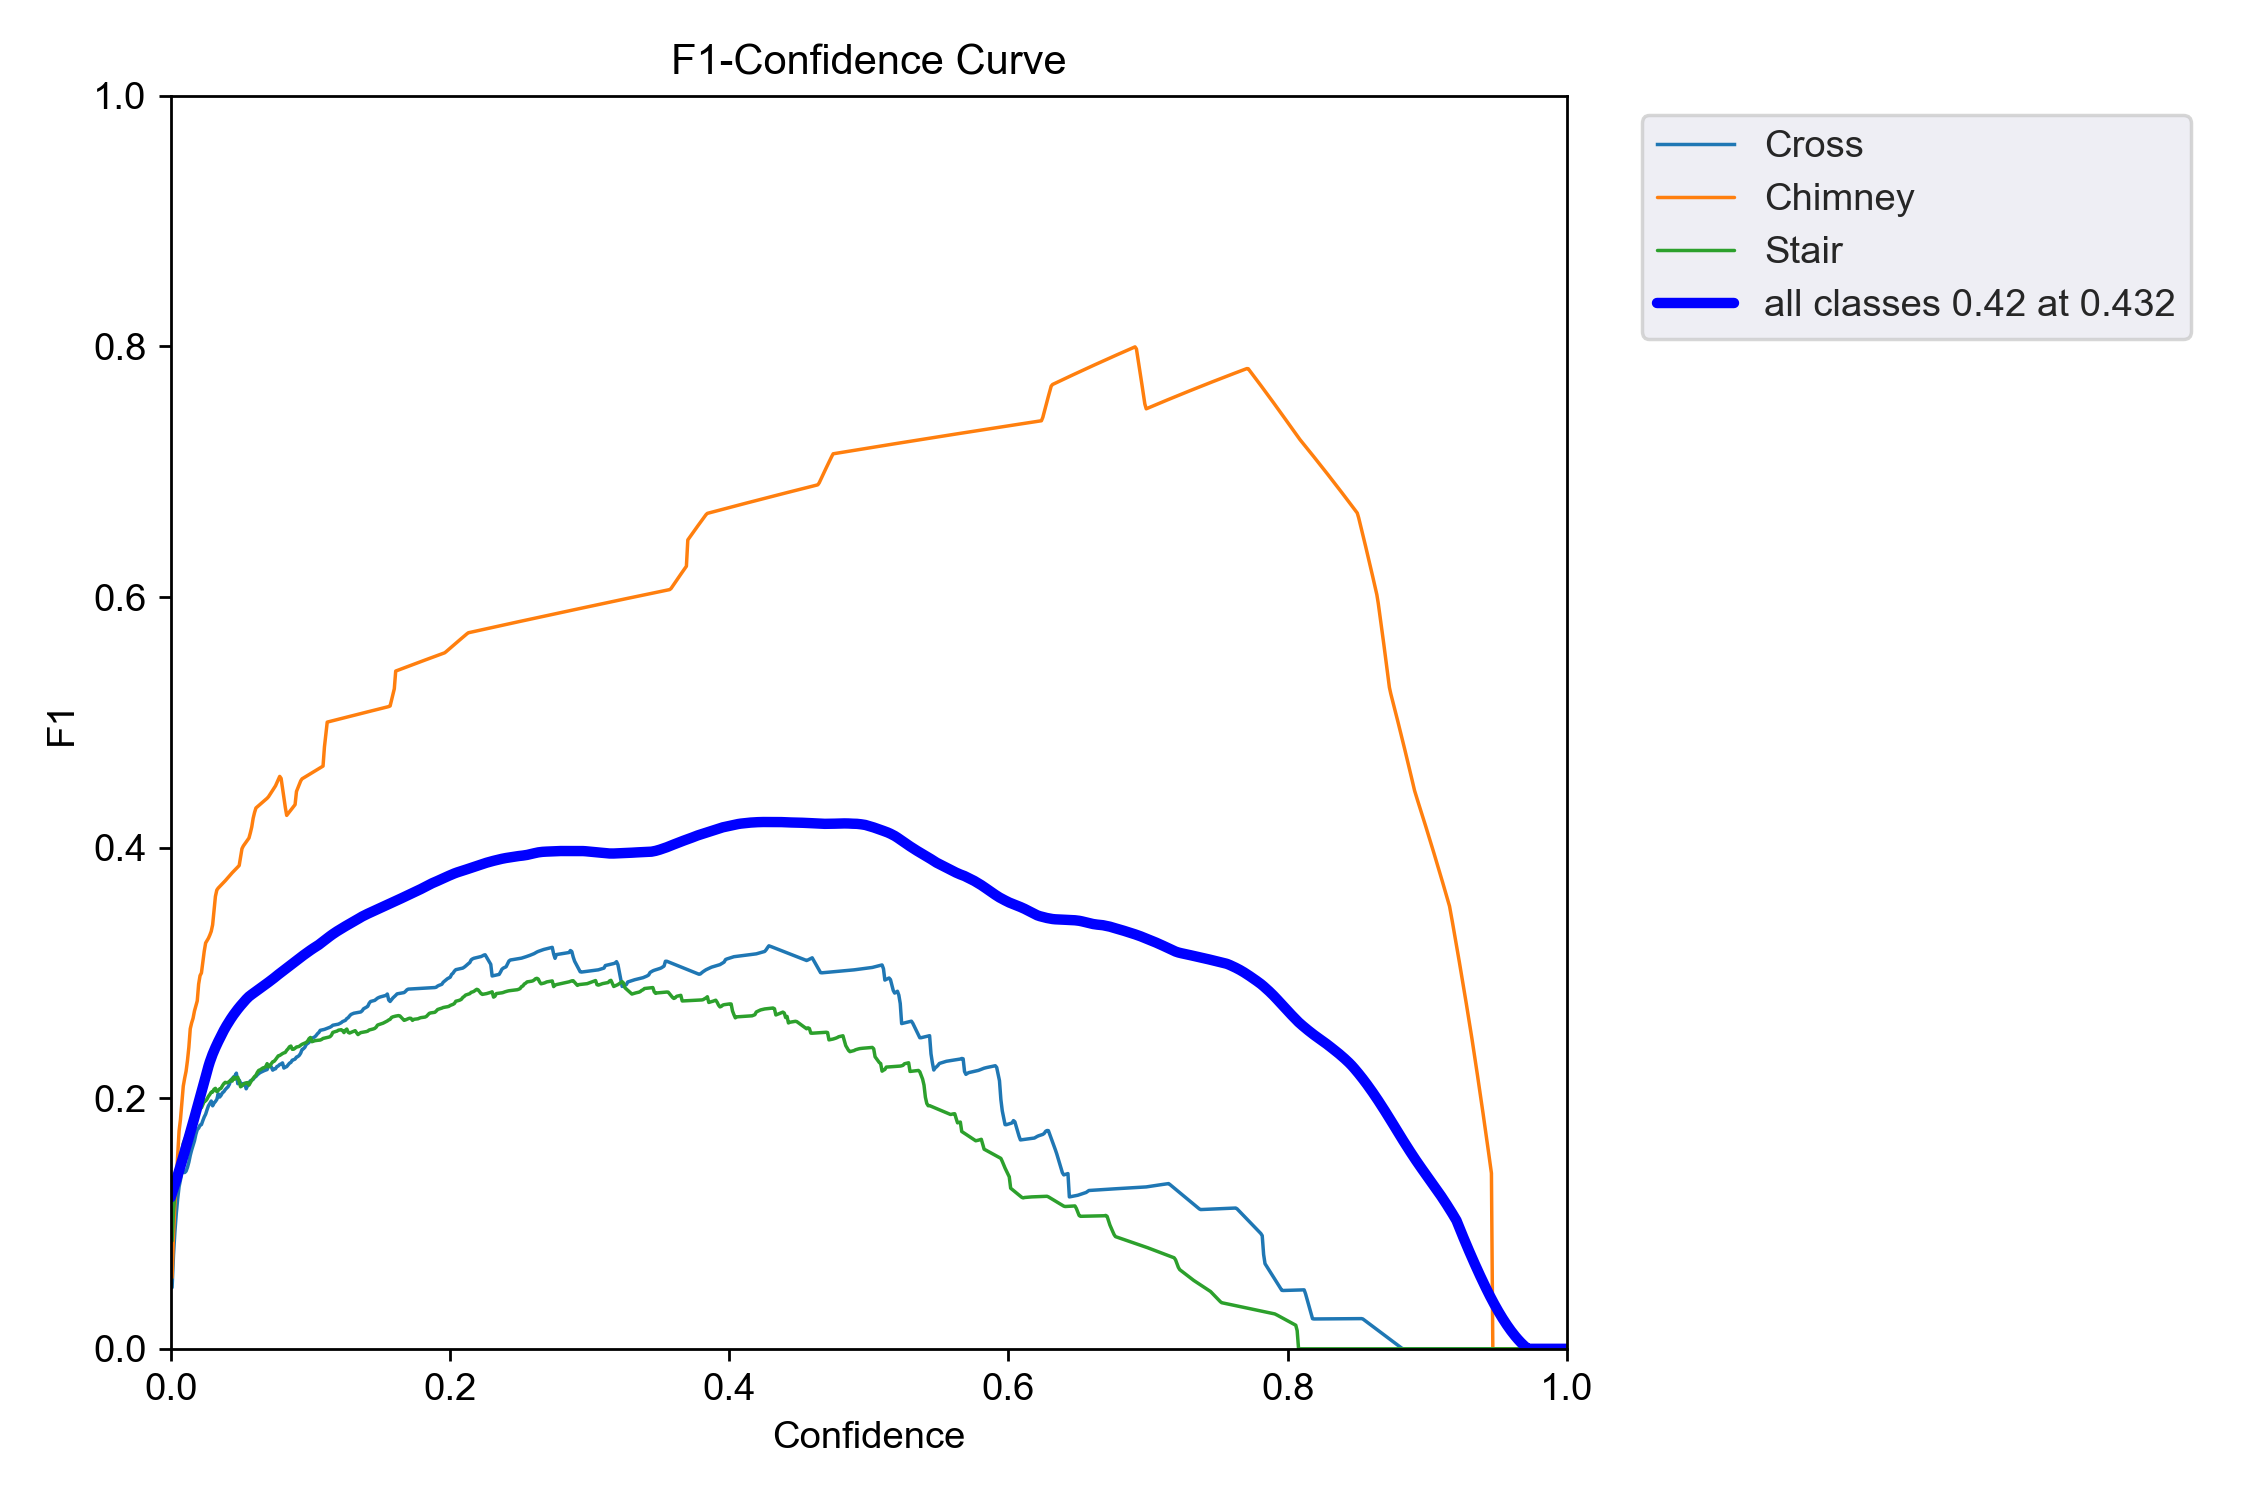 F1-Confidence Curve
1.0
0.8
0.6
0.4
0.2
0.0
F1
0.0 0.2 0.4 0.6 0.8 1.0
Confidence
Cross
Chimney
Stair
all classes 0.42 at 0.432